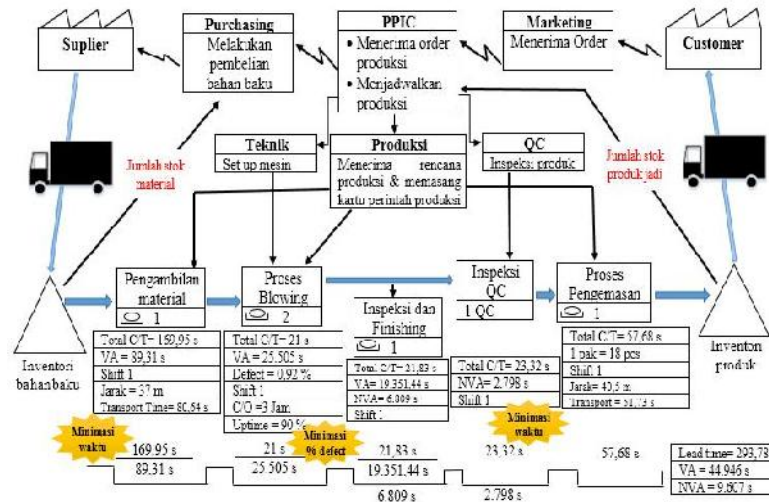 Suplier
Purchasing
Melakukan
pembelian
bahan baku
PPIC
• Menerima order
produksi
• Menjadwalkan
produksi
Marketing
Menerima Order
Customer
Teknik
Set up mesin
Produksi
Menerima rencana
produksi & memasang
kartu perintah produksi
QC
Inspeksi produk
Jumlah stok
material
Jumlah stok
produk jadi
Pengambilan
material
1
Proses
Blowing
2
Inspeksi dan
Finishing
1
Inspeksi
QC
1 QC
Proses
Pengemasan
1
Inventori
bahan baku
Inventori
produk
Total C/T= 169,95 s
VA = 89,31 s
Shift 1
Jarak = 37 m
Transport Time= 80,64 s
Total C/T= 21 s
VA = 25.505 s
Defect = 0,92 %
Shift 1
C/O =3 Jam
Uptime = 90 %
Total C/T= 21,83 s
VA= 19.351,44 s
NVA= 6.809 s
Shift 1
Total C/T= 23,32 s
NVA= 2.798 s
Shift 1
Total C/T= 57,68 s
1 pak = 18 pcs
Shift 1
Jarak= 40,5 m
Transport = 51,73 s
Minimasi
waktu
Minimasi
% defect
Minimasi
waktu
169.95 s
89.31 s
21 s
25.505 s
21,83 s
19.351,44 s
6.809 s
23,32 s
2.798 s
57,68 s
Lead time= 293,78
VA = 44.946 s
NVA = 9.607 s